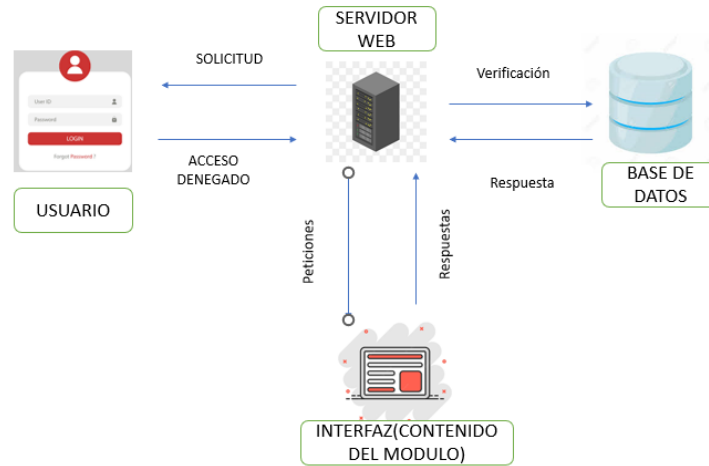 SERVIDOR
WEB
SOLICITUD
Verificación
User ID
Password
LOGIN
Forgot Password ?
ACCESO
DENEGADO
Respuesta
USUARIO
BASE DE
DATOS
Peticiones
Respuestas
INTERFAZ(CONTENIDO
DEL MODULO)